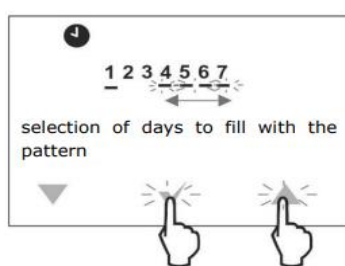 1 2 3 4 5 6 7
selection of days to fill with the
pattern